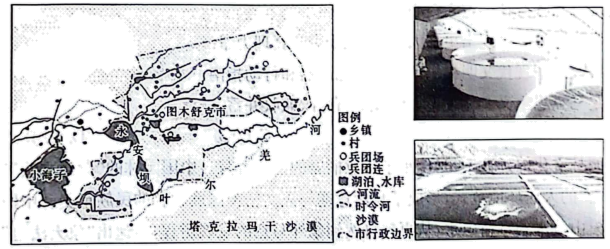 图木舒克市
永
安
坝
小海子
叶
尔
羌
河
塔克拉玛干沙漠
图例
乡镇
村
兵团场
兵团连
湖泊、水库
河流
时令河
沙漠
市行政边界